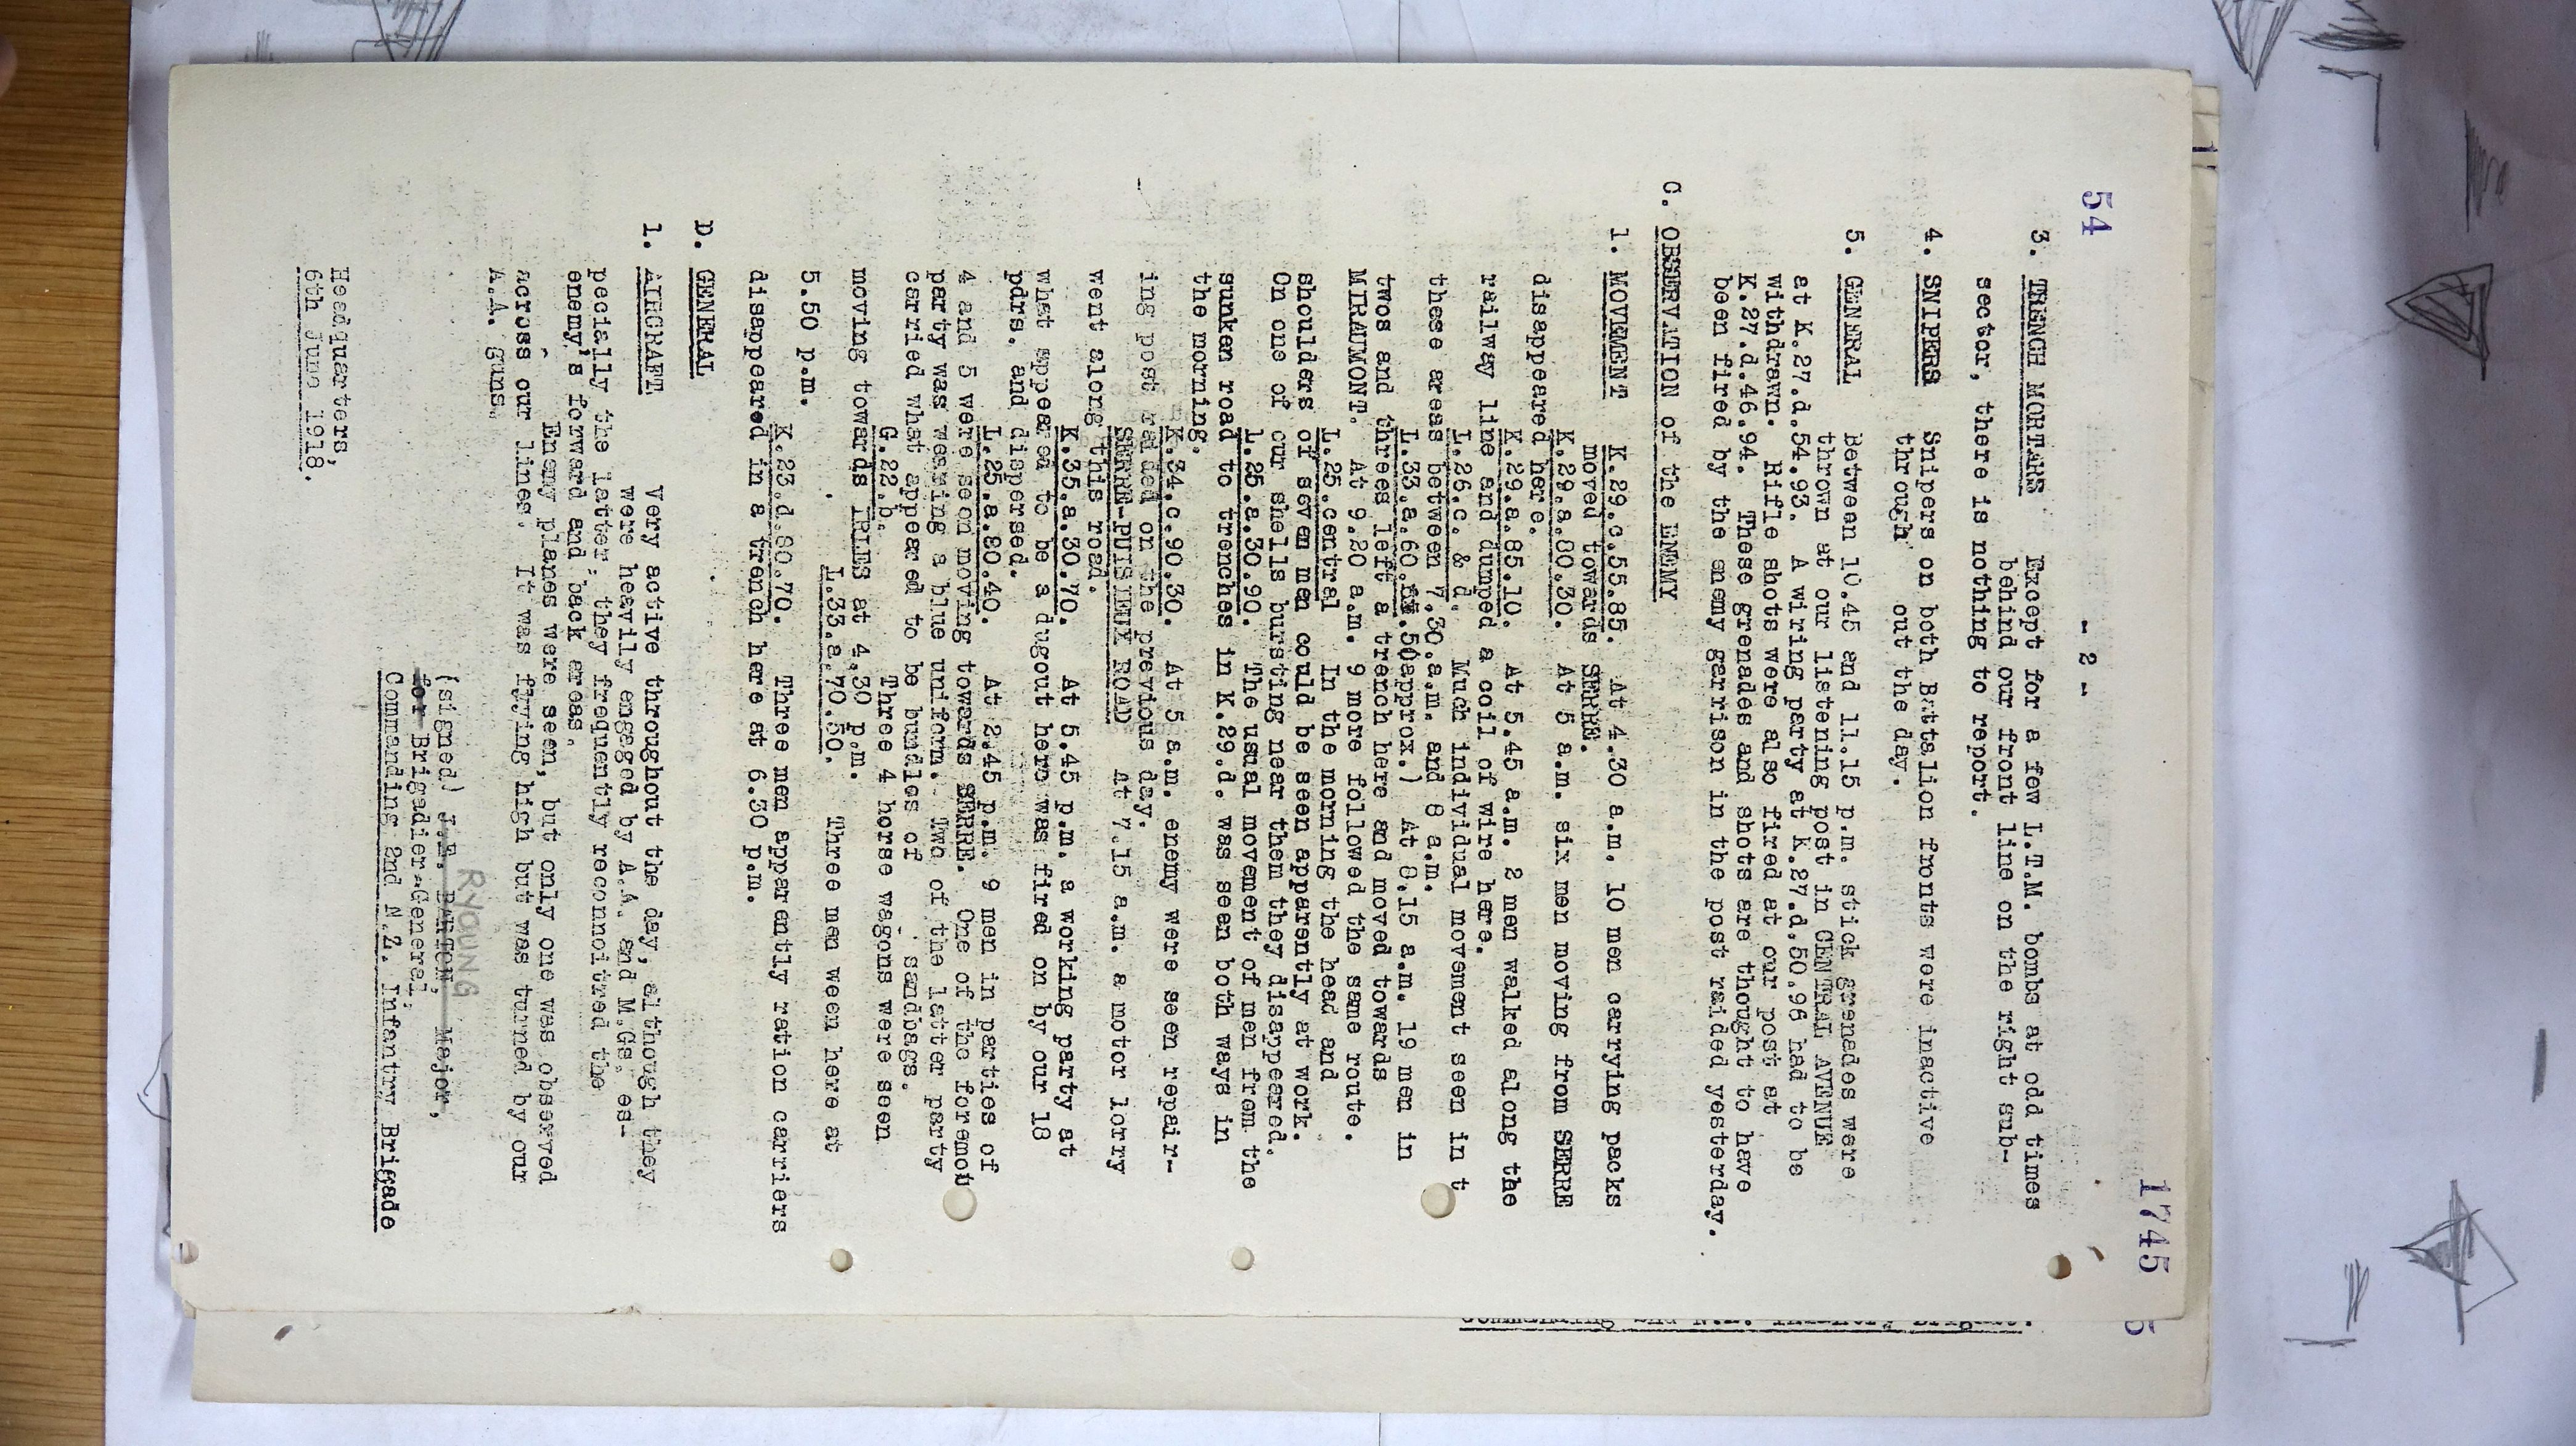 54
1745
- 2 -
3. TRENCH MORTARS Except for a few L.T.M. bombs at odd times
behind our front line on the right sub-
sector, there is nothing to report.
4. SNIPERS Snipers on both Battalion fronts were inactive
through out the day.
5. GENERAL Between 10.45 and 11.15 p.m. stick grenades were
thrown at our listening post in CENTRAL AVENUE
at K.27.d.54.93. A wiring party at K.27.d.50.96 had to be
withdrawn. Rifle shots were also fired at our post at
K.27.d.46.94. These grenades and shots are thought to have
been fired by the enemy garrison in the post raided yesterday.
C. OBSERVATION of the ENEMY
1. MOVEMENT K.29.c.55.85. At 4.30 a.m. 10 men carrying packs
moved towards SERRE.
K.29.a.80.30. At 5 a.m. six men moving from SERRE
disappeared here.
K.29.a.85.10. At 5.45 a.m. 2 men walked along the
railway line and dumped a coil of wire here.
L.26.c. & d. Much individual movement seen in t
these areas between 7.30.a.m. and 8 a.m.
L.33.a.60.50(approx.) At 8.15 a.m. 19 men in
twos and threes left a trench here and moved towards
MIRAUMONT. At 9.20 a.m. 9 more followed the same route.
L.25.central In the morning the head and
shoulders of seven men could be seen apparently at work.
On one of our shells bursting near them they disappeared.
L.25.a.30.90. The usual movement of men from the
sunken road to trenches in K.29.d. was seen both ways in
the morning.
K.34.c.90.30. At 5 a.m. enemy were seen repair-
ing post raided on the previous day.
SERRE-PUISIEUX ROAD At 7.15 a.m. a motor lorry
went along this road.
K.35.a.30.70. At 5.45 p.m. a working party at
what appeared to be a dugout here was fired on by our 18
pdrs. and dispersed.
L.25.a.80.40. At 2.45 p.m. 9 men in parties of
4 and 5 were seen moving towards SERRE. One of the foremost
party was wearing a blue uniform. Two of the latter party
carried what appeared to be bundles of sandbags.
G.22.b. Three 4 horse wagons were seen
moving towards IRLES at 4.30 p.m.
L.33.a.70.50. Three men ween here at
5.50 p.m.
K.23.d.80.70. Three men apparently ration carriers
disappeared in a trench here at 6.30 p.m.
D. GENERAL
1. AIRCRAFT Very active throughout the day, although they
were heavily engaged by A.A. and M.Gs. es-
pecially the latter; they frequently reconnoitred the
enemy's forward and back areas.
Enemy planes were seen, but only one was observed
across our lines. It was flying high but was turned by our
A.A. guns.
RYOUNG
(signed) J.E. BARTON, Major,
for Brigadier-General,
Commanding 2nd N.Z. Infantry Brigade
Headquarters,
6th June 1918.